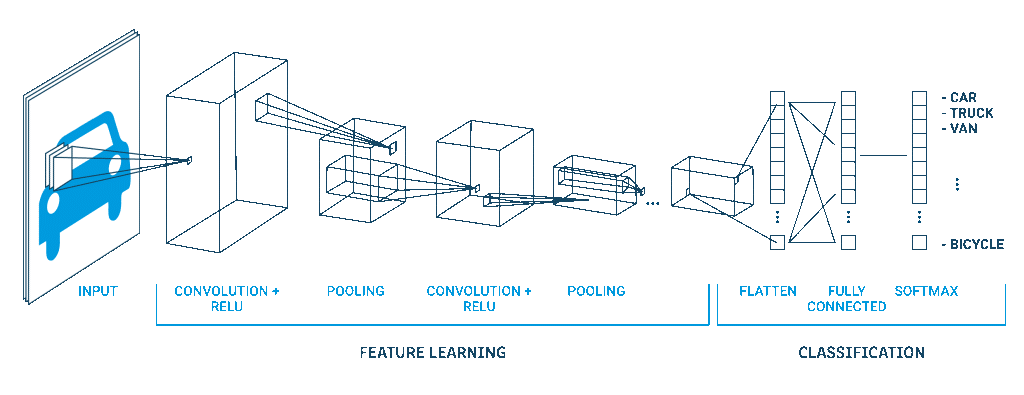 - CAR
- TRUCK
- VAN
- BICYCLE
INPUT
CONVOLUTION +
RELU
POOLING
CONVOLUTION +
RELU
POOLING
FLATTEN
FULLY
CONNECTED
SOFTMAX
FEATURE LEARNING
CLASSIFICATION